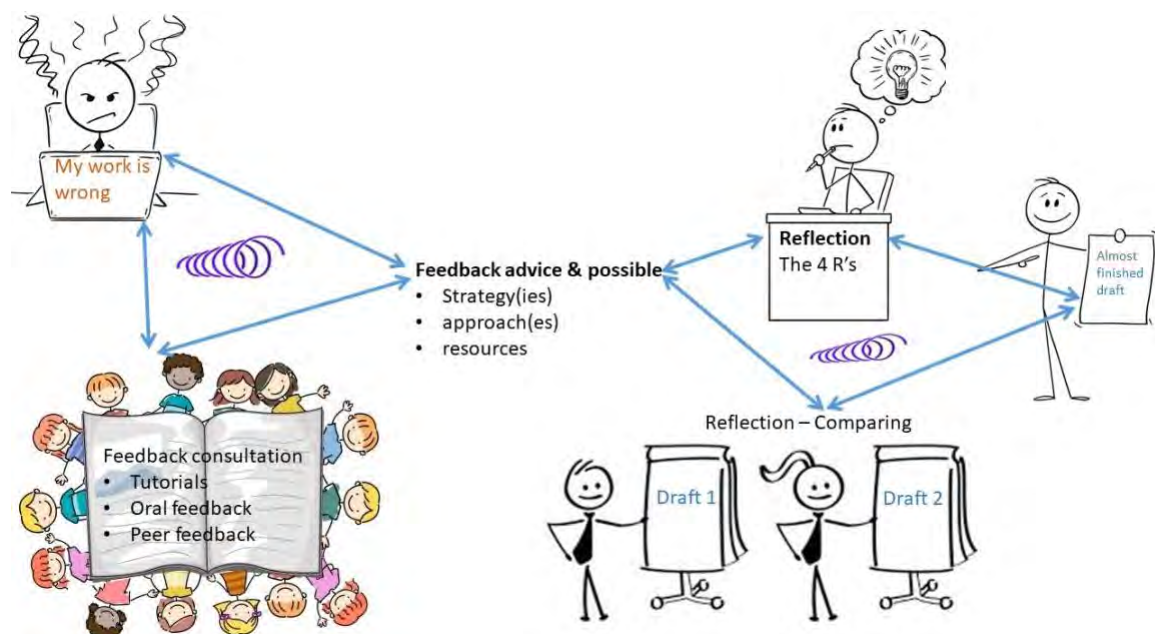 My work is
wrong
Feedback advice & possible
• Strategy(ies)
• approach(es)
• resources
Reflection
The 4 R's
Almost
finished
draft
Feedback consultation
• Tutorials
• Oral feedback
• Peer feedback
Reflection – Comparing
Draft 1
Draft 2